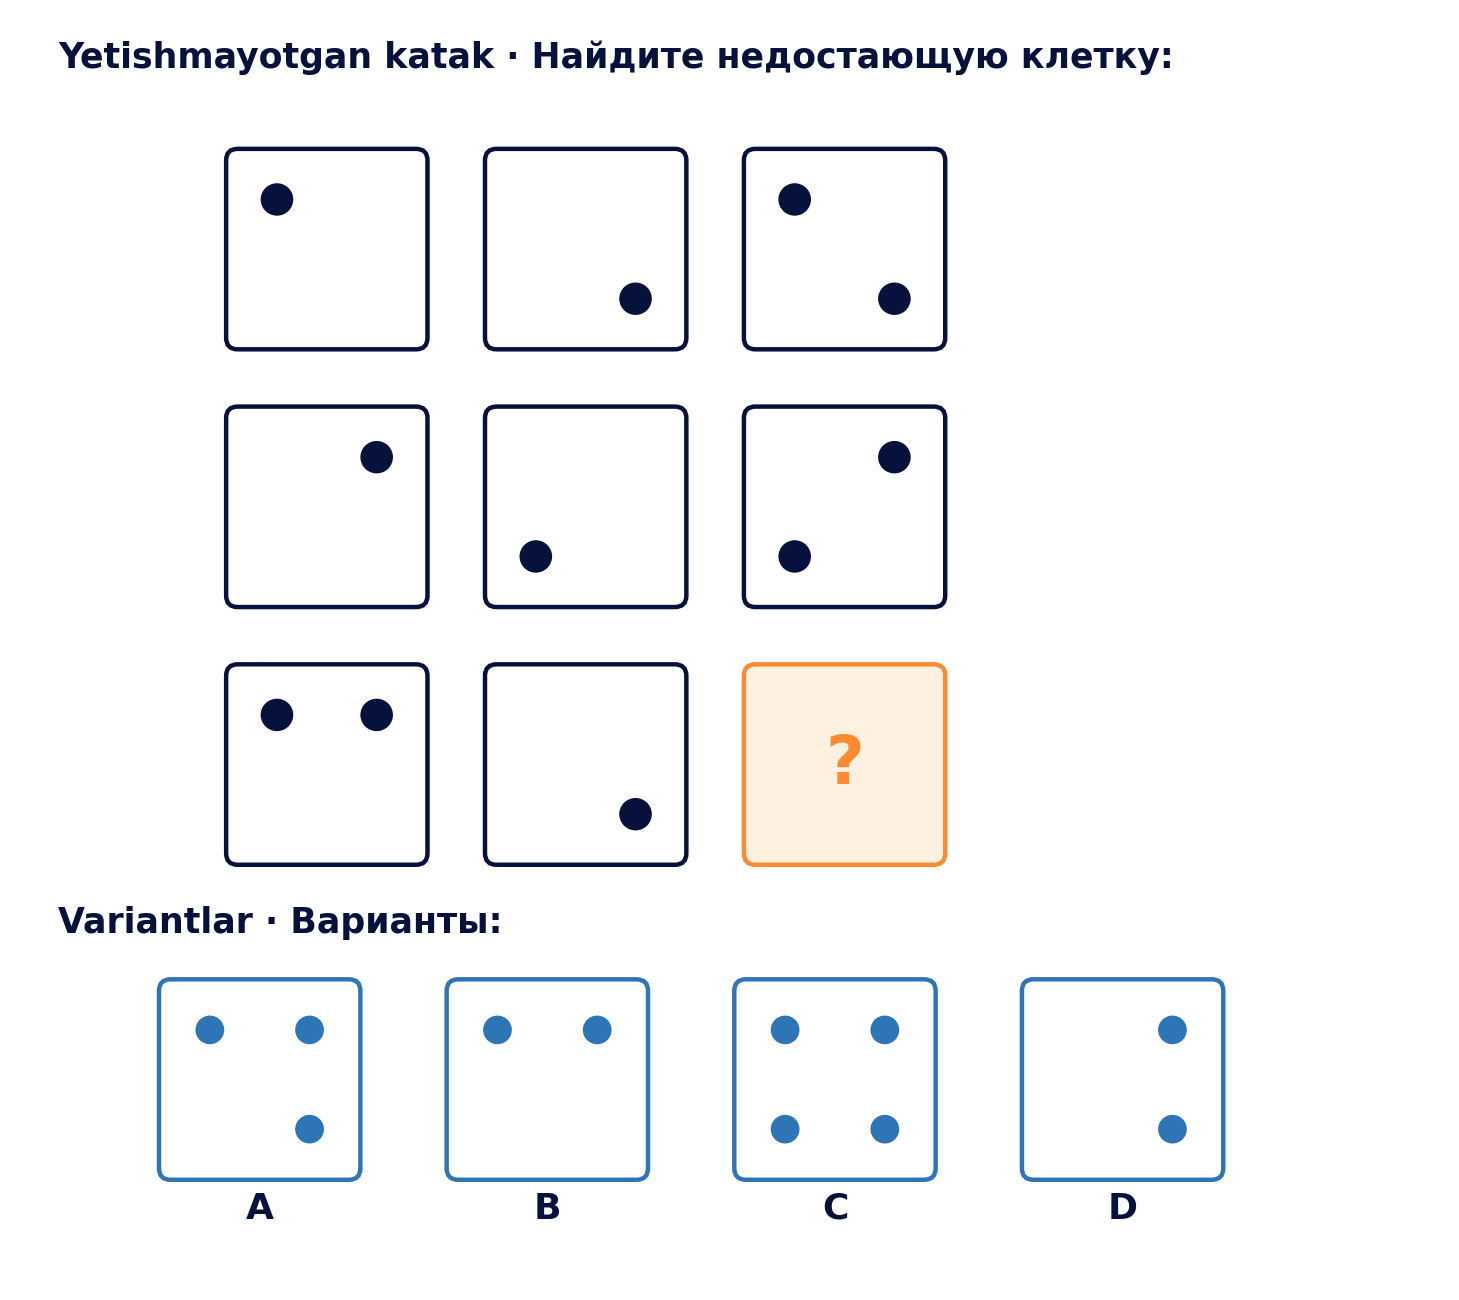 Yetishmayotgan katak · Найдите недостающую клетку:
?
Variantlar · Варианты:
A B C D